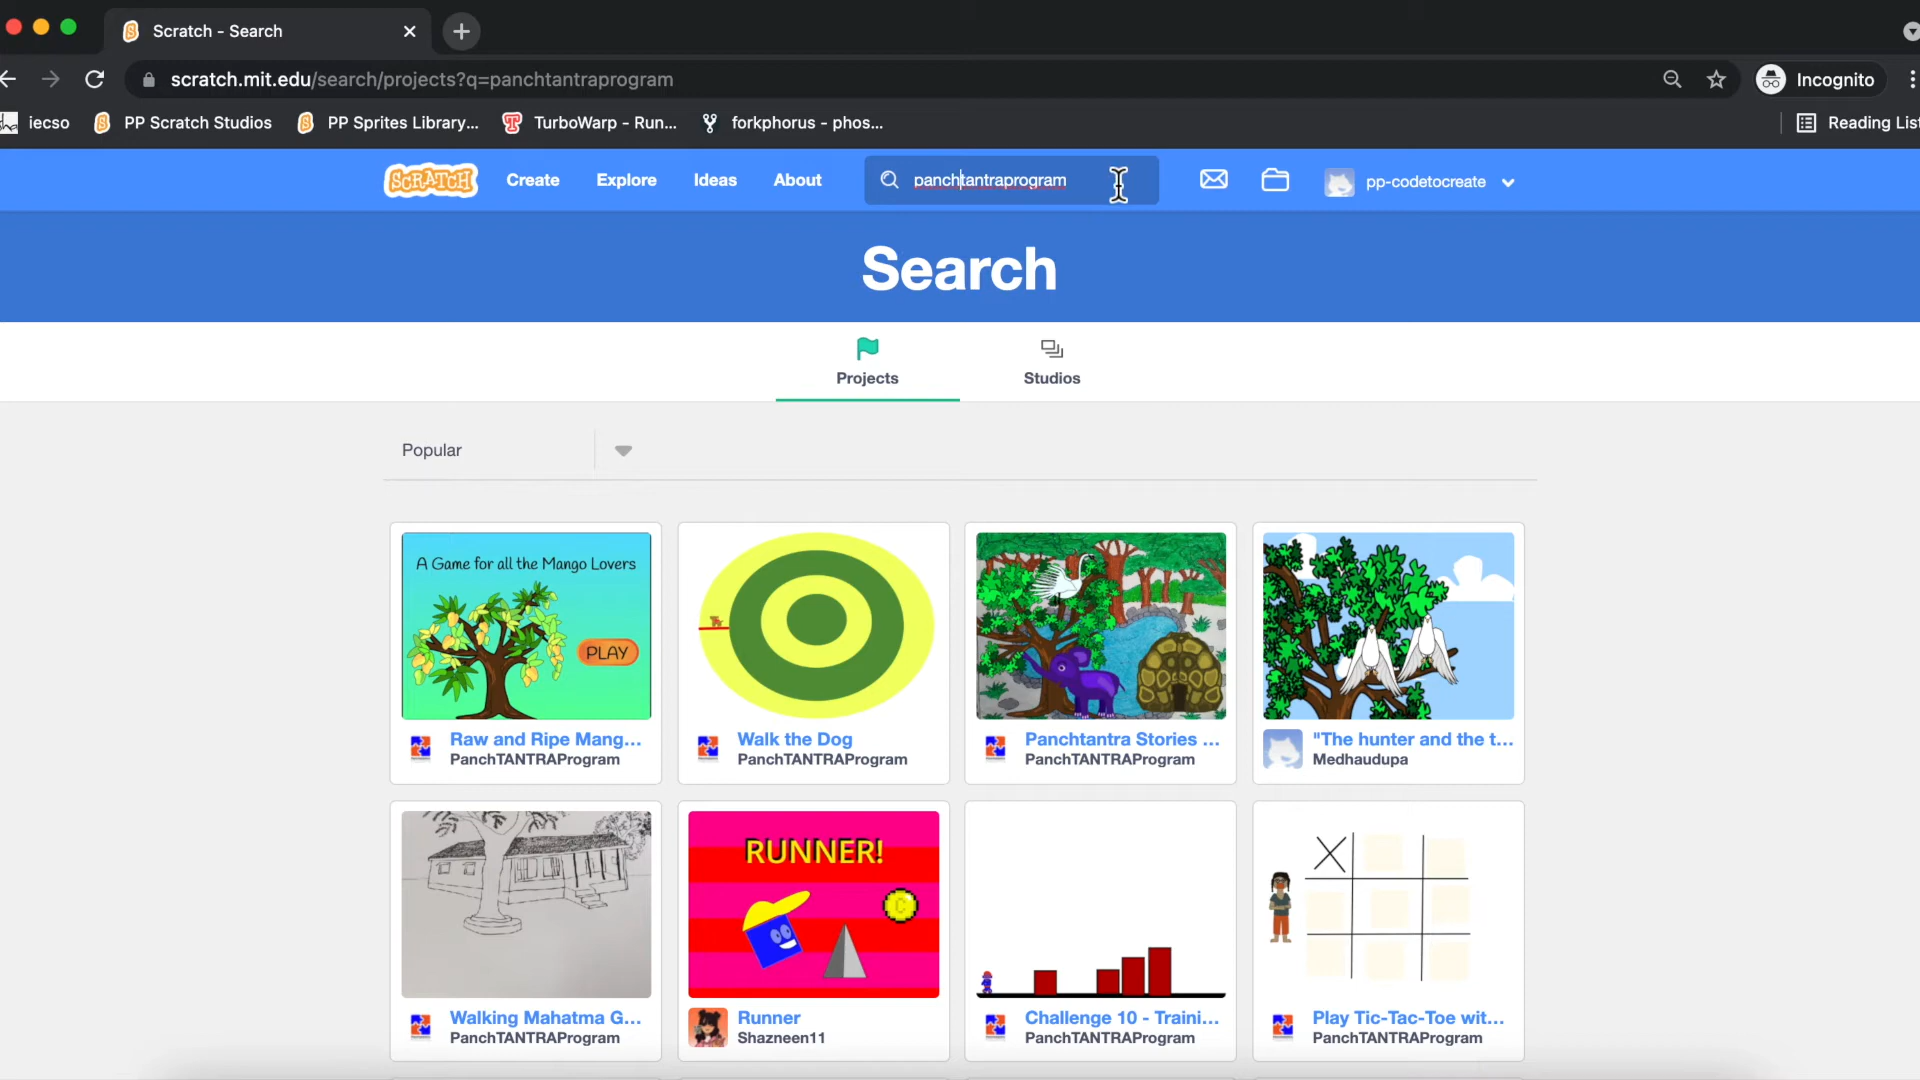 Scratch - Search
scratch.mit.edu/search/projects?q=panchtantraprogram
Incognito
iecso
PP Scratch Studios
PP Sprites Library...
TurboWarp - Run...
forkphorus - phos...
Reading List
SCRATCH
Create
Explore
Ideas
About
panchtantraprogram
pp-codetocreate
Search
Projects
Studios
Popular
A Game for all the Mango Lovers
PLAY
Raw and Ripe Mang...
PanchTANTRAProgram
Walk the Dog
PanchTANTRAProgram
Panchtantra Stories ...
PanchTANTRAProgram
"The hunter and the t...
Medhaudupa
Walking Mahatma G...
PanchTANTRAProgram
RUNNER!
C
Runner
Shazneen11
Challenge 10 - Traini...
PanchTANTRAProgram
X
Play Tic-Tac-Toe wit...
PanchTANTRAProgram